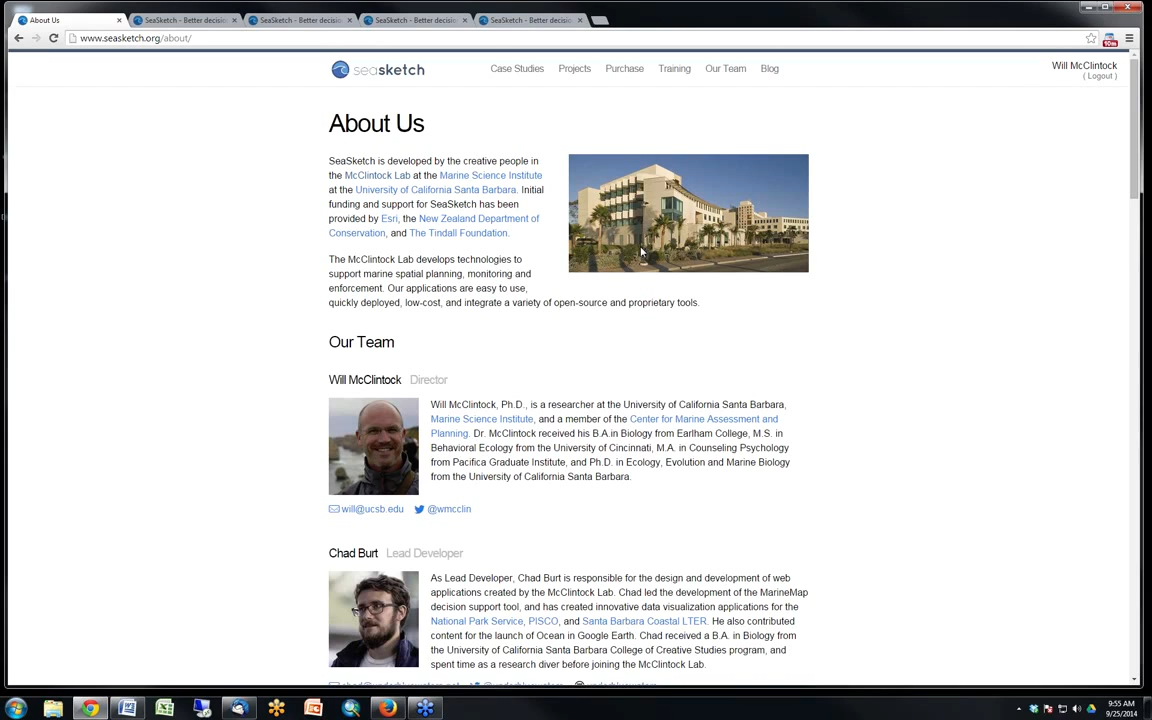 About Us
SeaSketch - Better decision
SeaSketch - Better decision
SeaSketch - Better decision
SeaSketch - Better decision
www.seasketch.org/about/
10m
seasketch
Case Studies Projects Purchase Training Our Team Blog
Will McClintock
( Logout )
About Us
SeaSketch is developed by the creative people in
the McClintock Lab at the Marine Science Institute
at the University of California Santa Barbara. Initial
funding and support for SeaSketch has been
provided by Esri, the New Zealand Department of
Conservation, and The Tindall Foundation.
The McClintock Lab develops technologies to
support marine spatial planning, monitoring and
enforcement. Our applications are easy to use,
quickly deployed, low-cost, and integrate a variety of open-source and proprietary tools.
Our Team
Will McClintock Director
Will McClintock, Ph.D., is a researcher at the University of California Santa Barbara,
Marine Science Institute, and a member of the Center for Marine Assessment and
Planning. Dr. McClintock received his B.A.in Biology from Earlham College, M.S. in
Behavioral Ecology from the University of Cincinnati, M.A. in Counseling Psychology
from Pacifica Graduate Institute, and Ph.D. in Ecology, Evolution and Marine Biology
from the University of California Santa Barbara.
will@ucsb.edu @wmcclin
Chad Burt Lead Developer
As Lead Developer, Chad Burt is responsible for the design and development of web
applications created by the McClintock Lab. Chad led the development of the MarineMap
decision support tool, and has created innovative data visualization applications for the
National Park Service, PISCO, and Santa Barbara Coastal LTER. He also contributed
content for the launch of Ocean in Google Earth. Chad received a B.A. in Biology from
the University of California Santa Barbara College of Creative Studies program, and
spent time as a research diver before joining the McClintock Lab.
9:55 AM
9/25/2014